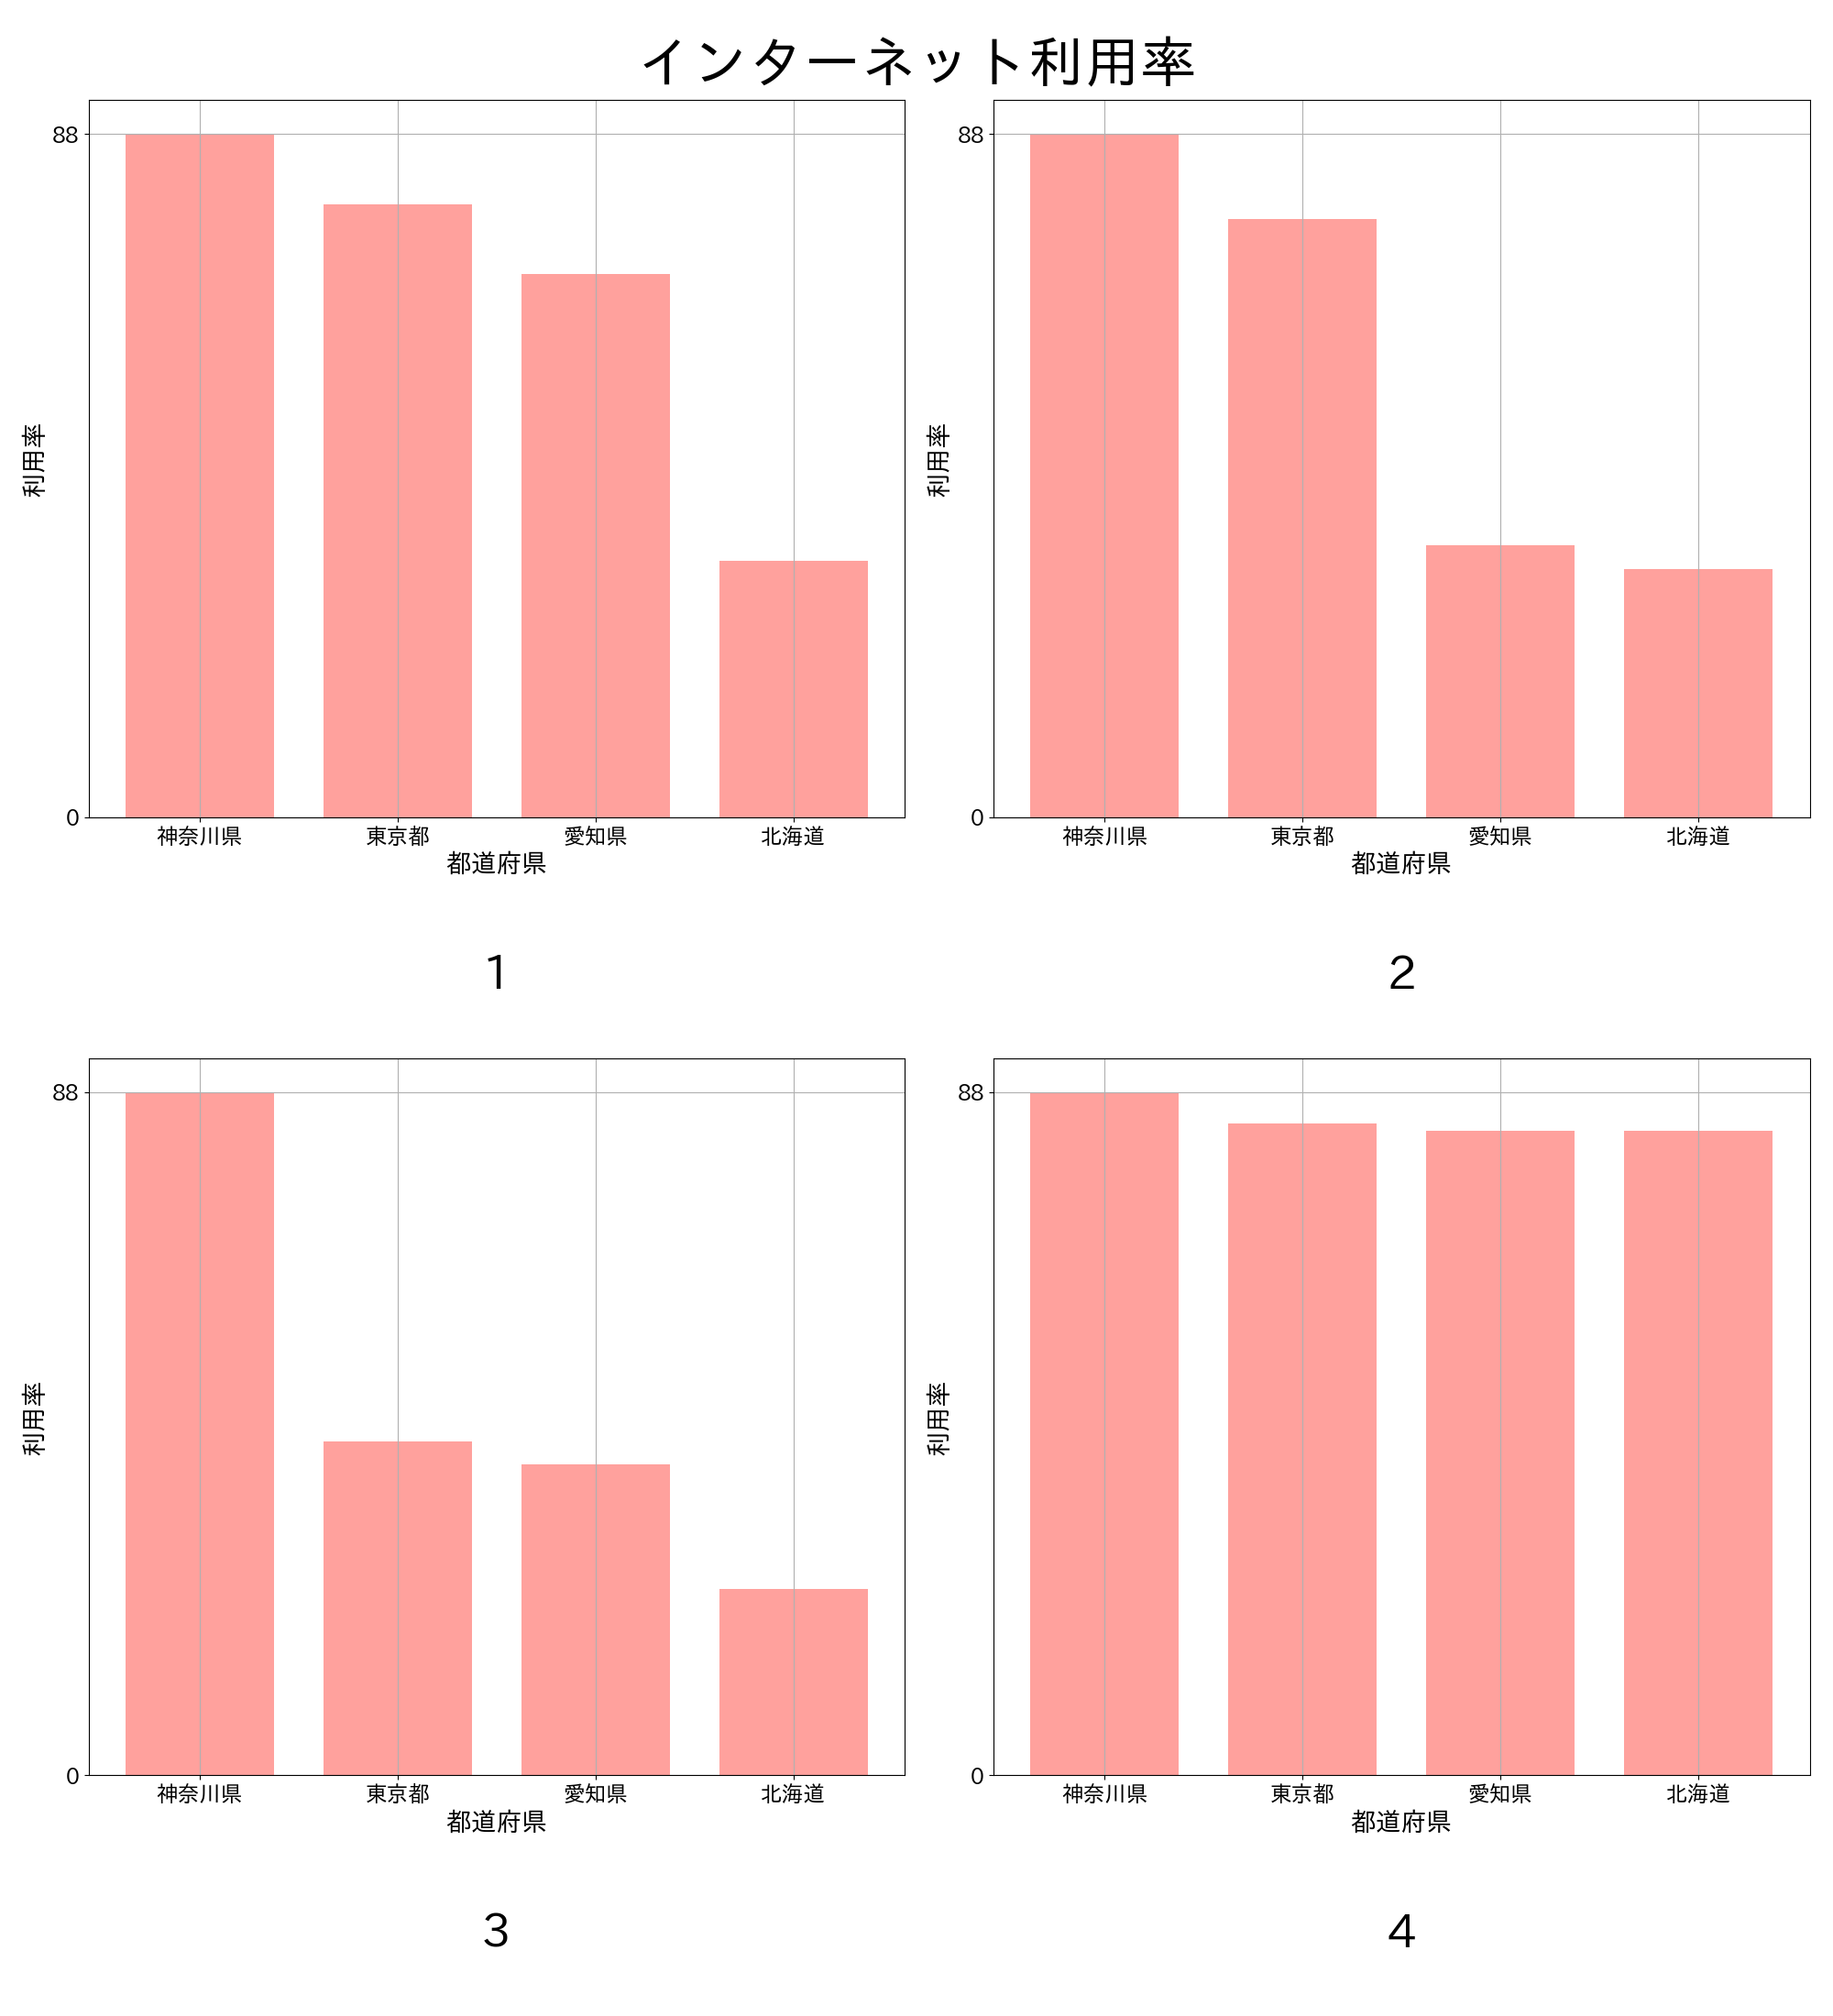 インターネット利用率
88
0
利用率
神奈川県 東京都 愛知県 北海道
都道府県
1
88
0
利用率
神奈川県 東京都 愛知県 北海道
都道府県
2
88
0
利用率
神奈川県 東京都 愛知県 北海道
都道府県
3
88
0
利用率
神奈川県 東京都 愛知県 北海道
都道府県
4